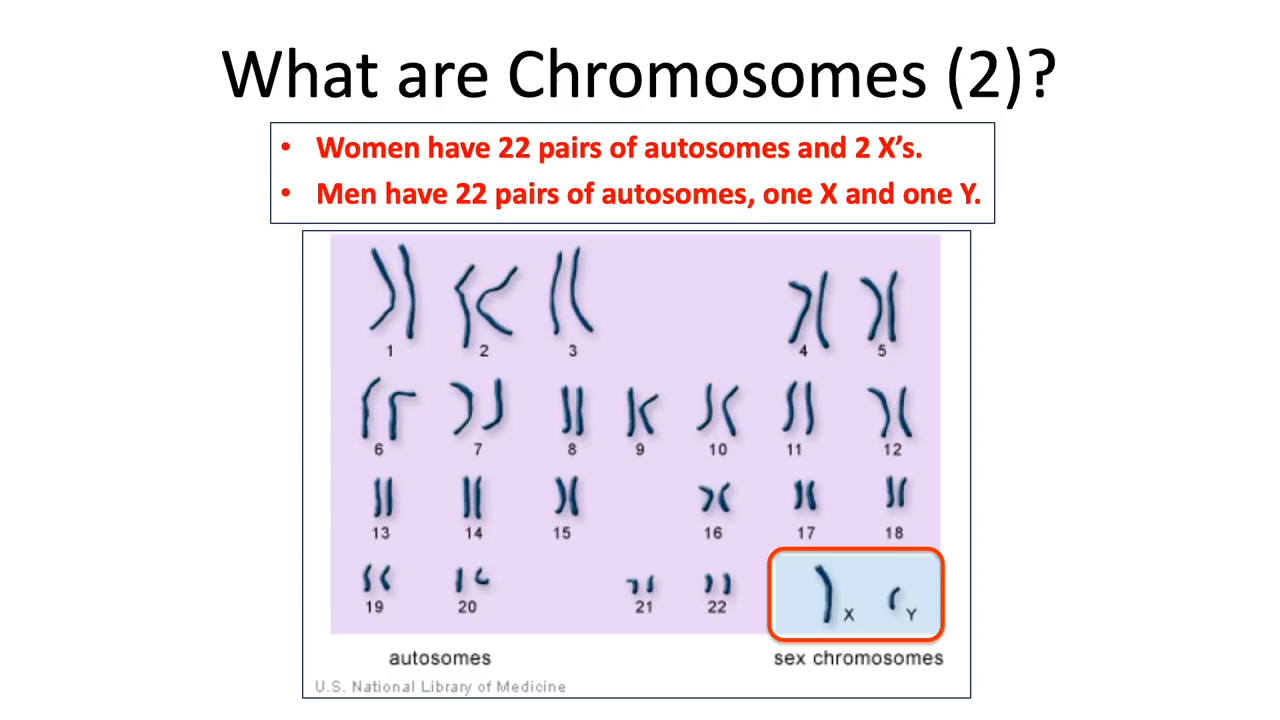 What are Chromosomes (2)?
• Women have 22 pairs of autosomes and 2 X’s.
• Men have 22 pairs of autosomes, one X and one Y.
1 2 3 4 5
6 7 8 9 10 11 12
13 14 15 16 17 18
19 20 21 22 X Y
autosomes sex chromosomes
U.S. National Library of Medicine